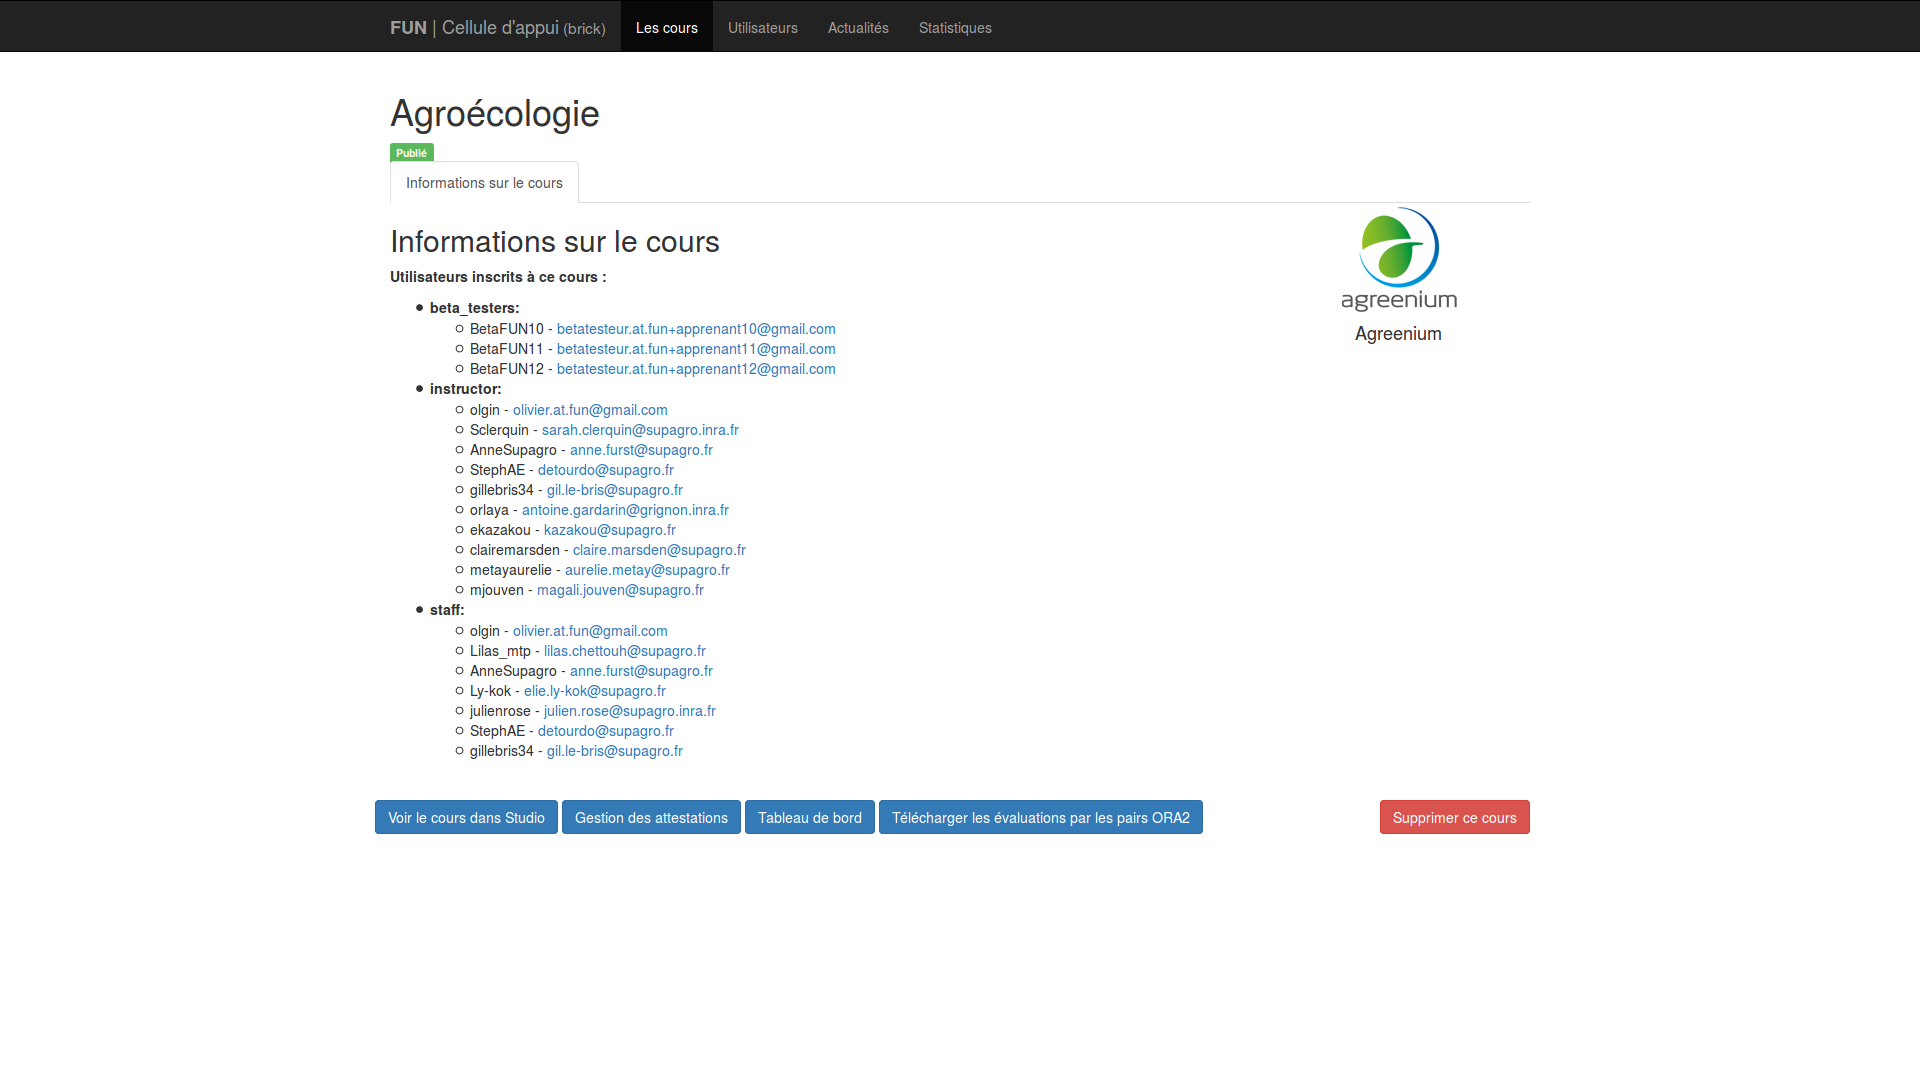 FUN | Cellule d'appui (brick) Les cours Utilisateurs Actualités Statistiques
Agroécologie
Publié
Informations sur le cours
Informations sur le cours
Utilisateurs inscrits à ce cours :
beta_testers:
BetaFUN10 - betatesteur.at.fun+apprenant10@gmail.com
BetaFUN11 - betatesteur.at.fun+apprenant11@gmail.com
BetaFUN12 - betatesteur.at.fun+apprenant12@gmail.com
instructor:
olgin - olivier.at.fun@gmail.com
Sclerquin - sarah.clerquin@supagro.inra.fr
AnneSupagro - anne.furst@supagro.fr
StephAE - detourdo@supagro.fr
gillebris34 - gil.le-bris@supagro.fr
orlaya - antoine.gardarin@grignon.inra.fr
ekazakou - kazakou@supagro.fr
clairemarsden - claire.marsden@supagro.fr
metayaurelie - aurelie.metay@supagro.fr
mjouven - magali.jouven@supagro.fr
staff:
olgin - olivier.at.fun@gmail.com
Lilas_mtp - lilas.chettouh@supagro.fr
AnneSupagro - anne.furst@supagro.fr
Ly-kok - elie.ly-kok@supagro.fr
julienrose - julien.rose@supagro.inra.fr
StephAE - detourdo@supagro.fr
gillebris34 - gil.le-bris@supagro.fr
agreenium
Agreenium
Voir le cours dans Studio Gestion des attestations Tableau de bord Télécharger les évaluations par les pairs ORA2 Supprimer ce cours